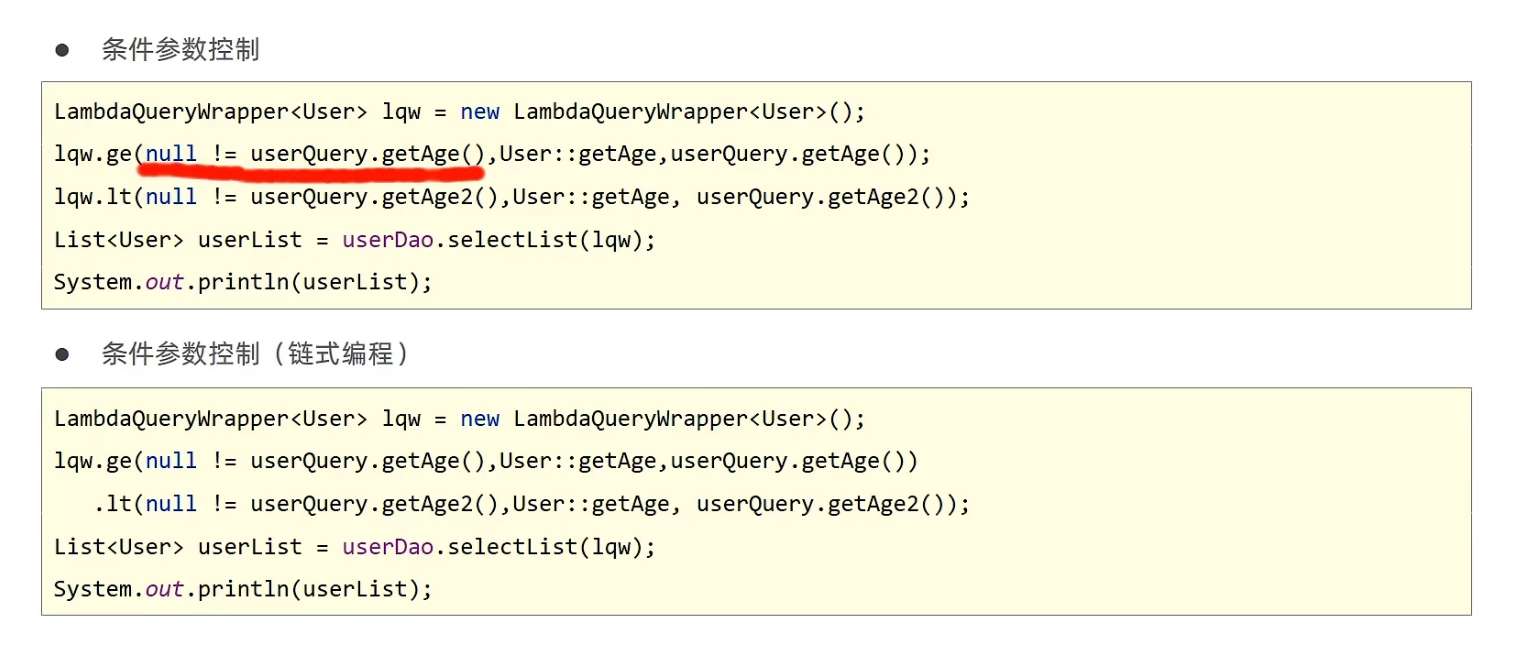 ● 条件参数控制
LambdaQueryWrapper<User> lqw = new LambdaQueryWrapper<User>();
lqw.ge(null != userQuery.getAge(),User::getAge,userQuery.getAge());
lqw.lt(null != userQuery.getAge2(),User::getAge, userQuery.getAge2());
List<User> userList = userDao.selectList(lqw);
System.out.println(userList);
● 条件参数控制（链式编程）
LambdaQueryWrapper<User> lqw = new LambdaQueryWrapper<User>();
lqw.ge(null != userQuery.getAge(),User::getAge,userQuery.getAge())
   .lt(null != userQuery.getAge2(),User::getAge, userQuery.getAge2());
List<User> userList = userDao.selectList(lqw);
System.out.println(userList);